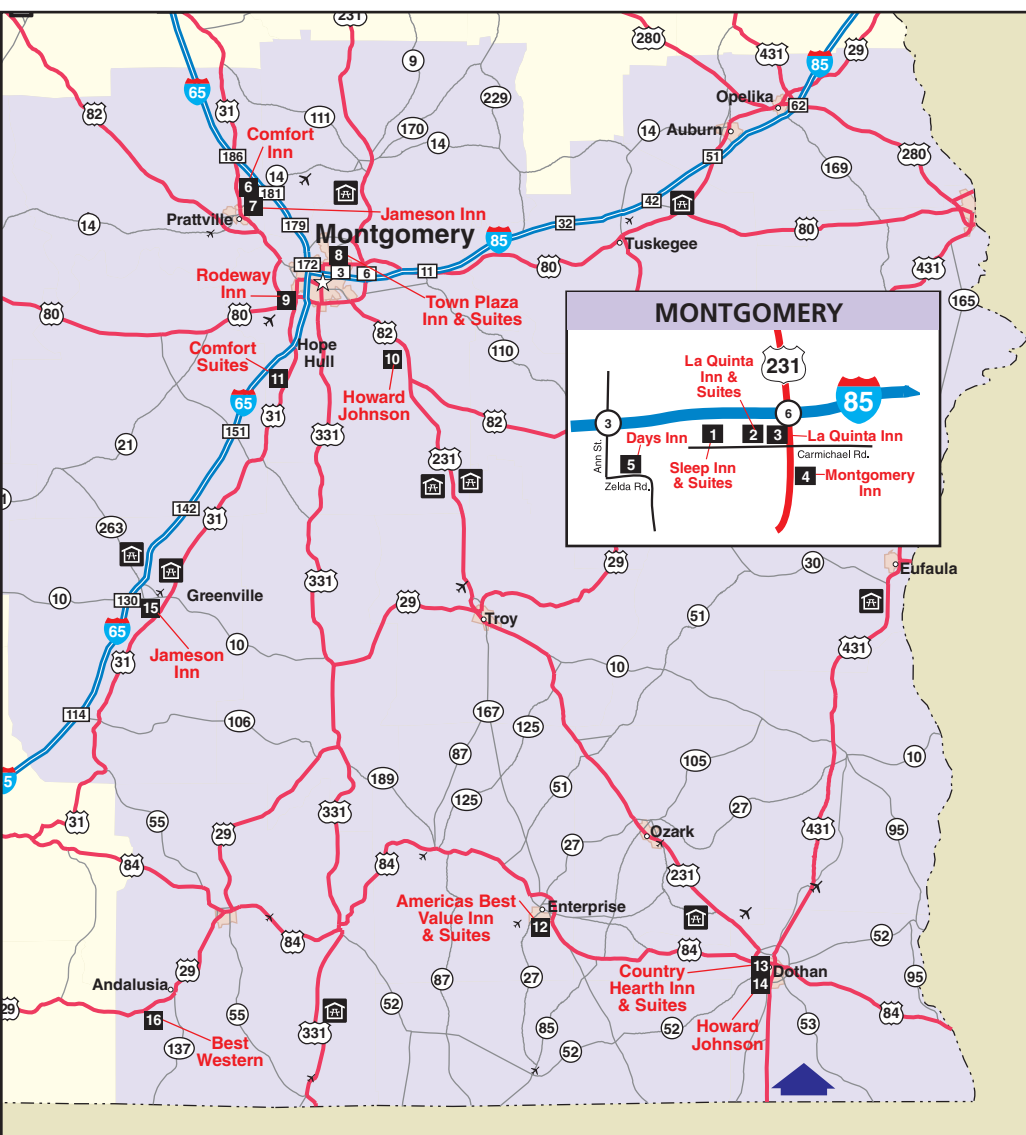 231
280
431
29
85
9
82
65
31
229
Opelika
62
111
170
Auburn
14
Comfort
Inn
14
51
186
169
280
14
6
181
7
42
Jameson Inn
Prattville
179
32
14
Montgomery
85
80
Tuskegee
8
172
3
6
11
80
431
Rodeway
Inn
9
Town Plaza
Inn & Suites
165
80
80
82
Comfort
Suites
Hope
Hull
110
10
11
Howard
Johnson
65
31
151
331
82
21
231
MONTGOMERY
La Quinta
Inn &
Suites
231
85
6
3
Days Inn
1
2
3
La Quinta Inn
Ann St.
Carmichael Rd.
5
Sleep Inn
& Suites
4
Montgomery
Inn
Zelda Rd.
1
142
31
263
29
30
Eufaula
331
10
130
15
Greenville
29
Troy
51
65
10
431
Jameson
Inn
31
10
114
106
167
125
87
105
10
5
189
51
125
27
331
55
31
29
431
95
Ozark
27
84
84
231
Americas Best
Value Inn
& Suites
Enterprise
12
84
84
52
29
87
27
Country
Hearth Inn
& Suites
13
Dothan
14
95
Andalusia
29
52
84
16
55
331
85
52
Howard
Johnson
53
Best
Western
137
52